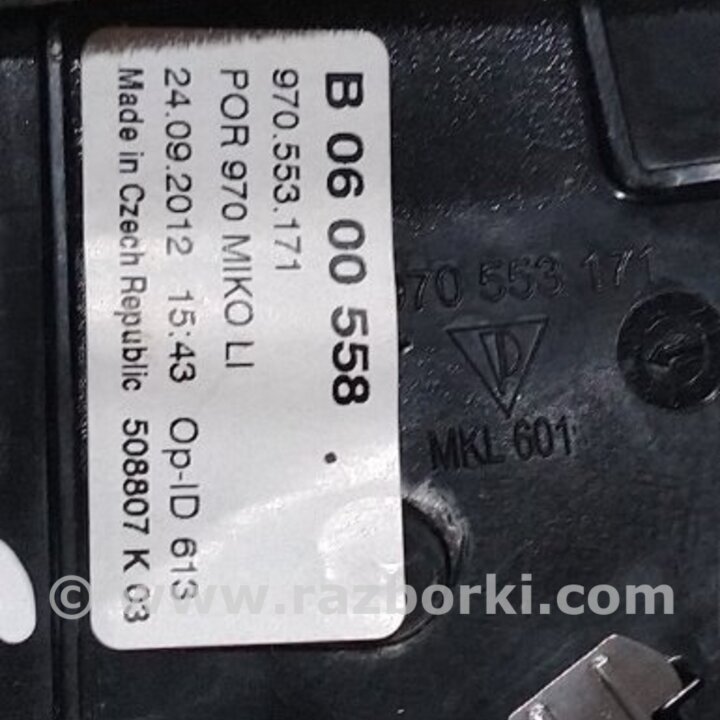 B 06 00 558 .
970.553.171
POR 970 MIKO LI
24.09.2012 15:43 Op-ID 613
Made in Czech Republic 508807 K 03
970 553 171
MKL 601
© www.razborki.com